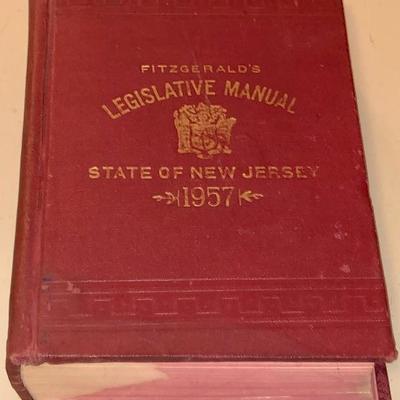 FITZGERALD'S
LEGISLATIVE MANUAL
STATE OF NEW JERSEY
1957